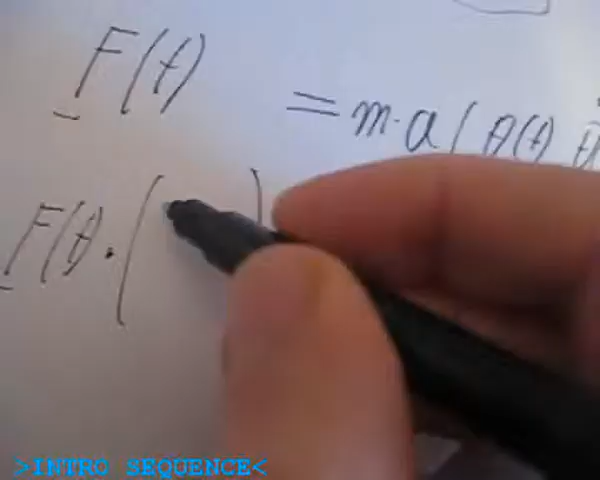 F(t) = m·a(θ(t), θ
F(t)·( )
>INTRO SEQUENCE<